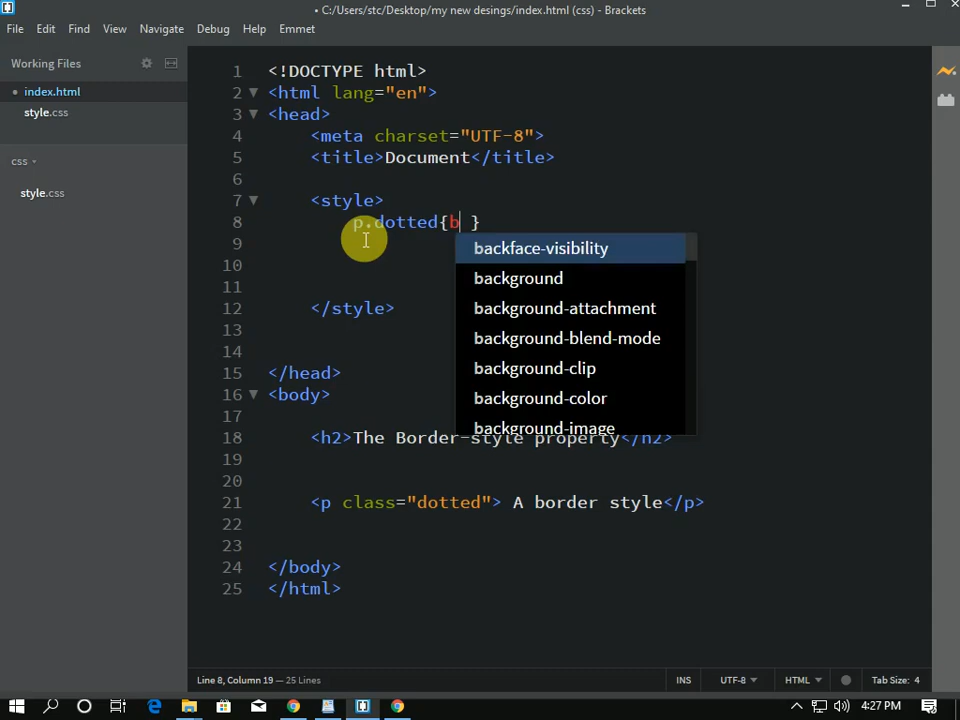 • C:/Users/stc/Desktop/my new desings/index.html (css) - Brackets
File Edit Find View Navigate Debug Help Emmet
Working Files
• index.html
style.css
css
style.css
1 <!DOCTYPE html>
2 <html lang="en">
3 <head>
4 <meta charset="UTF-8">
5 <title>Document</title>
6
7 <style>
8 p.dotted{b }
9
10
11
12 </style>
13
14
15 </head>
16 <body>
17
18 <h2>The Border-style property</h2>
19
20
21 <p class="dotted"> A border style</p>
22
23
24 </body>
25 </html>
backface-visibility
background
background-attachment
background-blend-mode
background-clip
background-color
background-image
Line 8, Column 19 — 25 Lines
INS UTF-8 HTML Tab Size: 4
4:27 PM